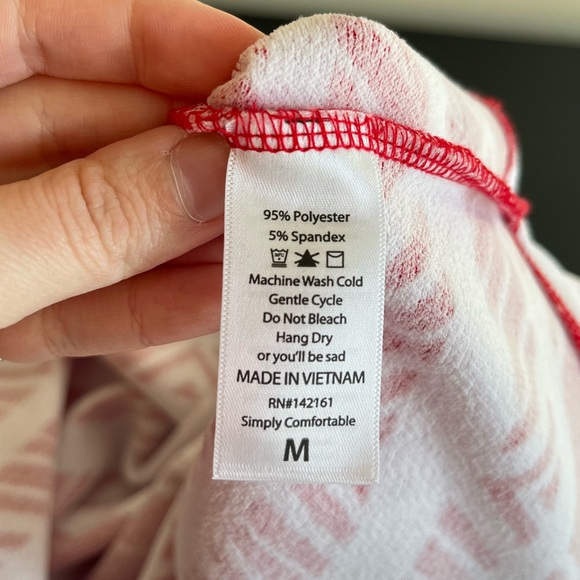 95% Polyester
5% Spandex
Machine Wash Cold
Gentle Cycle
Do Not Bleach
Hang Dry
or you'll be sad
MADE IN VIETNAM
RN#142161
Simply Comfortable
M